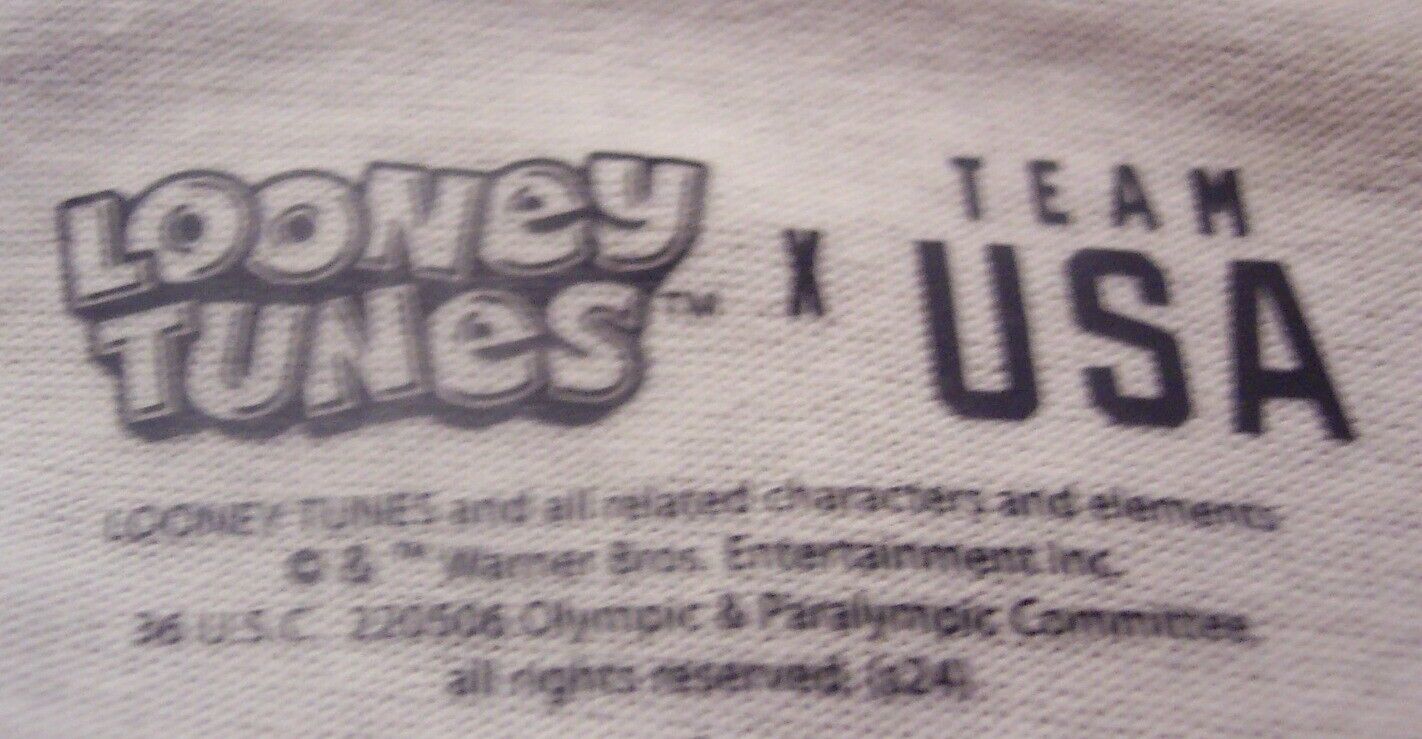 LOONEY TUNES™ X TEAM USA
LOONEY TUNES and all related characters and elements
© & ™ Warner Bros. Entertainment Inc.
36 U.S.C. 220506 Olympic & Paralympic Committee,
all rights reserved. (s24)